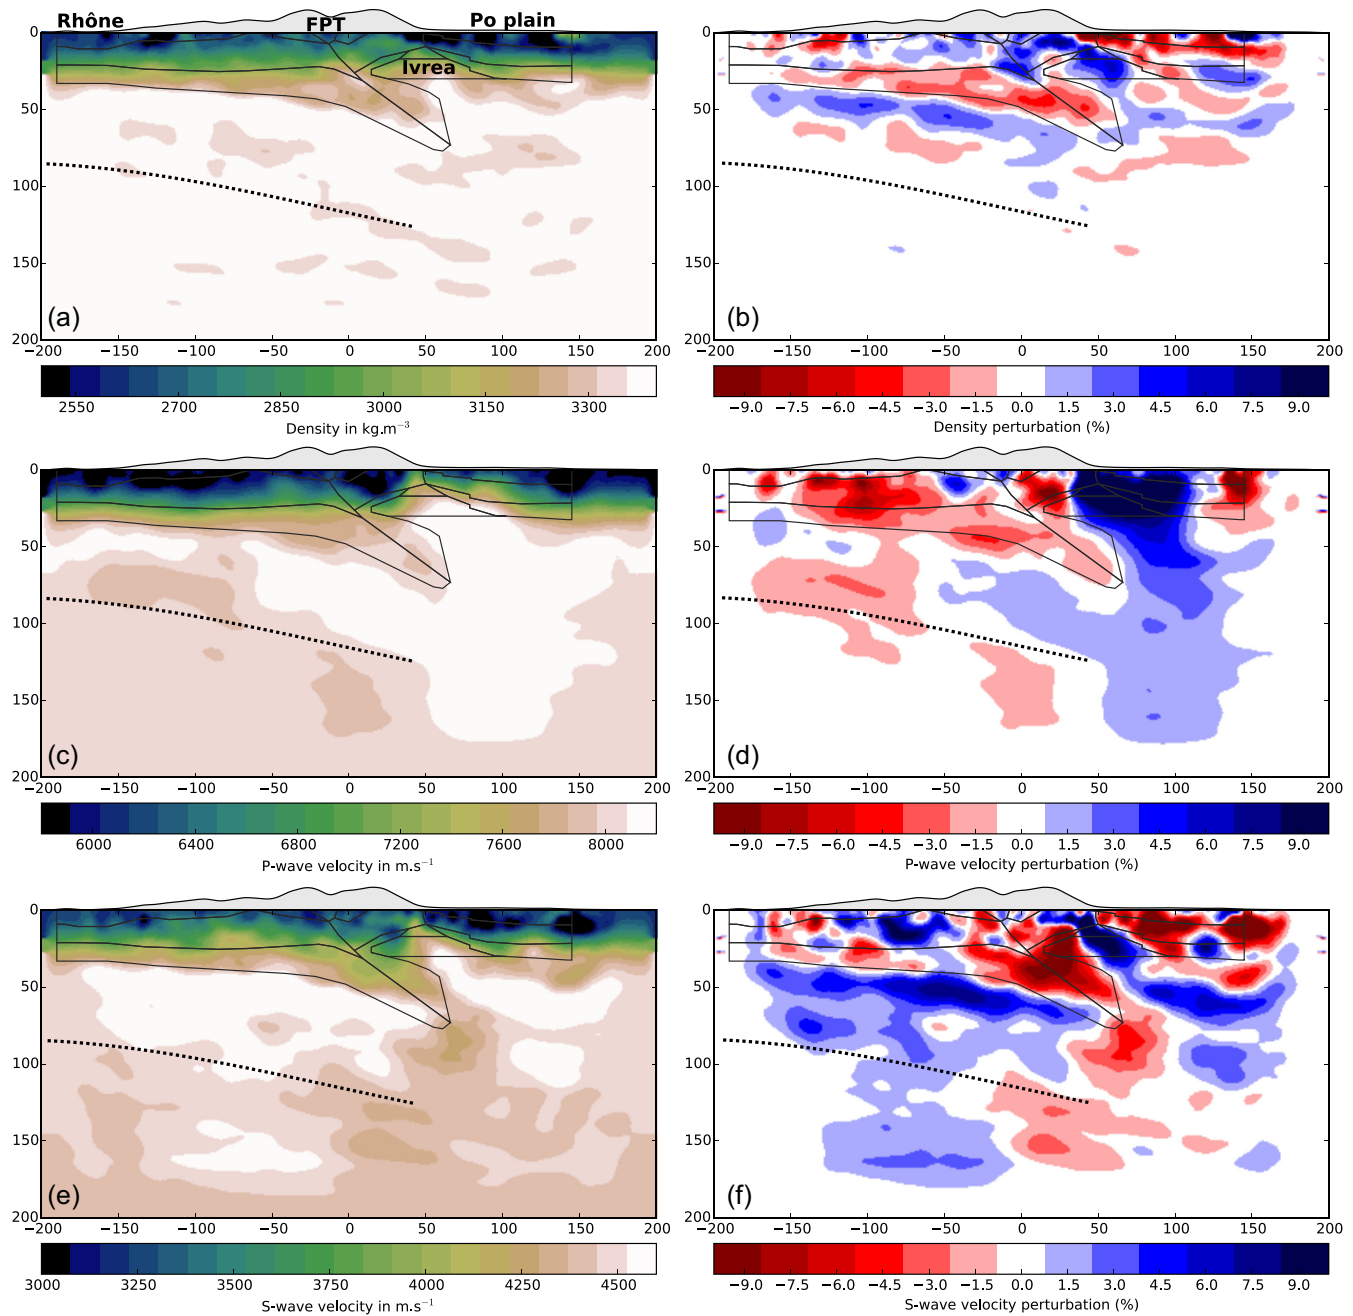 Rhône FPT Po plain
Ivrea
0
50
100
150
200
(a)
−200 −150 −100 −50 0 50 100 150 200
2550 2700 2850 3000 3150 3300
Density in kg.m⁻³
0
50
100
150
200
(b)
−200 −150 −100 −50 0 50 100 150 200
−9.0 −7.5 −6.0 −4.5 −3.0 −1.5 0.0 1.5 3.0 4.5 6.0 7.5 9.0
Density perturbation (%)
0
50
100
150
200
(c)
−200 −150 −100 −50 0 50 100 150 200
6000 6400 6800 7200 7600 8000
P-wave velocity in m.s⁻¹
0
50
100
150
200
(d)
−200 −150 −100 −50 0 50 100 150 200
−9.0 −7.5 −6.0 −4.5 −3.0 −1.5 0.0 1.5 3.0 4.5 6.0 7.5 9.0
P-wave velocity perturbation (%)
0
50
100
150
200
(e)
−200 −150 −100 −50 0 50 100 150 200
3000 3250 3500 3750 4000 4250 4500
S-wave velocity in m.s⁻¹
0
50
100
150
200
(f)
−200 −150 −100 −50 0 50 100 150 200
−9.0 −7.5 −6.0 −4.5 −3.0 −1.5 0.0 1.5 3.0 4.5 6.0 7.5 9.0
S-wave velocity perturbation (%)